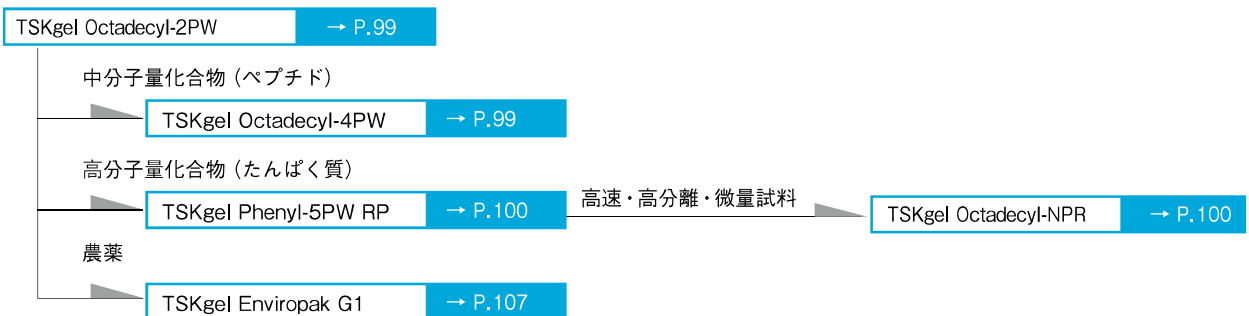 TSKgel Octadecyl-2PW → P.99
中分子量化合物（ペプチド）
TSKgel Octadecyl-4PW → P.99
高分子量化合物（たんぱく質）
TSKgel Phenyl-5PW RP → P.100 高速・高分離・微量試料 TSKgel Octadecyl-NPR → P.100
農薬
TSKgel Enviropak G1 → P.107